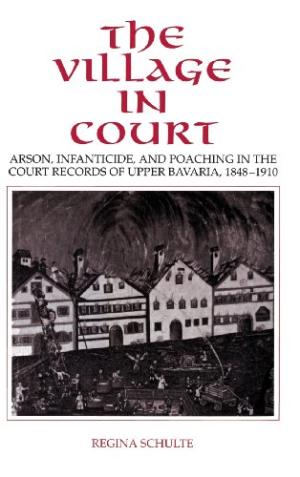 THE
VILLAGE
IN
COURT
ARSON, INFANTICIDE, AND POACHING IN THE
COURT RECORDS OF UPPER BAVARIA, 1848–1910
REGINA SCHULTE